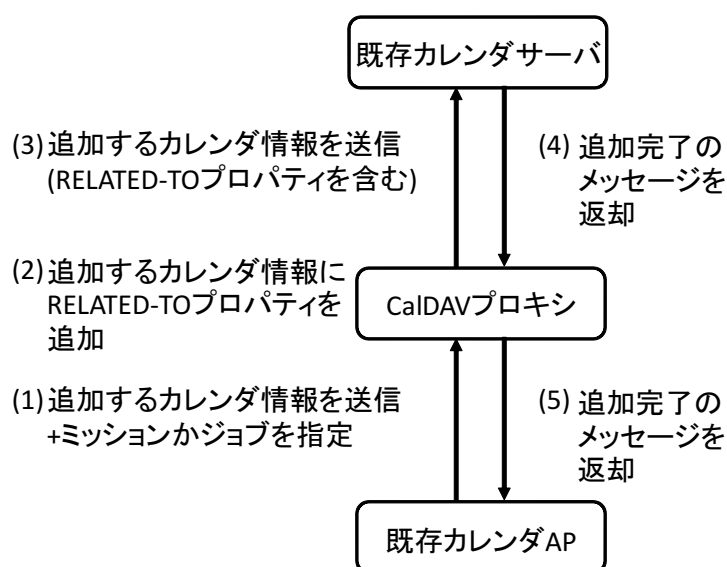 既存カレンダサーバ
(3) 追加するカレンダ情報を送信
(RELATED-TOプロパティを含む)
(4) 追加完了の
メッセージを
返却
(2) 追加するカレンダ情報に
RELATED-TOプロパティを
追加
CalDAVプロキシ
(1) 追加するカレンダ情報を送信
+ミッションかジョブを指定
(5) 追加完了の
メッセージを
返却
既存カレンダAP